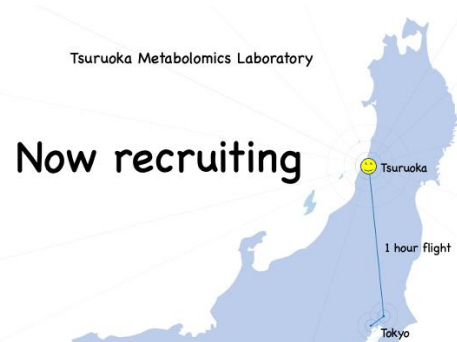 Tsuruoka Metabolomics Laboratory
Now recruiting
Tsuruoka
1 hour flight
Tokyo